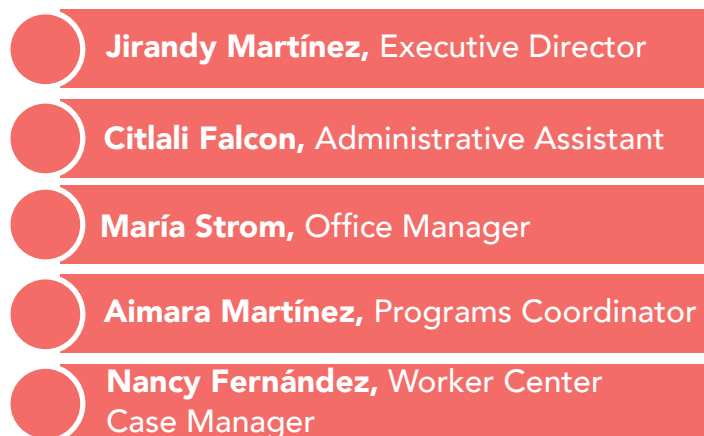 Jirandy Martínez, Executive Director
Citlali Falcon, Administrative Assistant
María Strom, Office Manager
Aimara Martínez, Programs Coordinator
Nancy Fernández, Worker Center
Case Manager